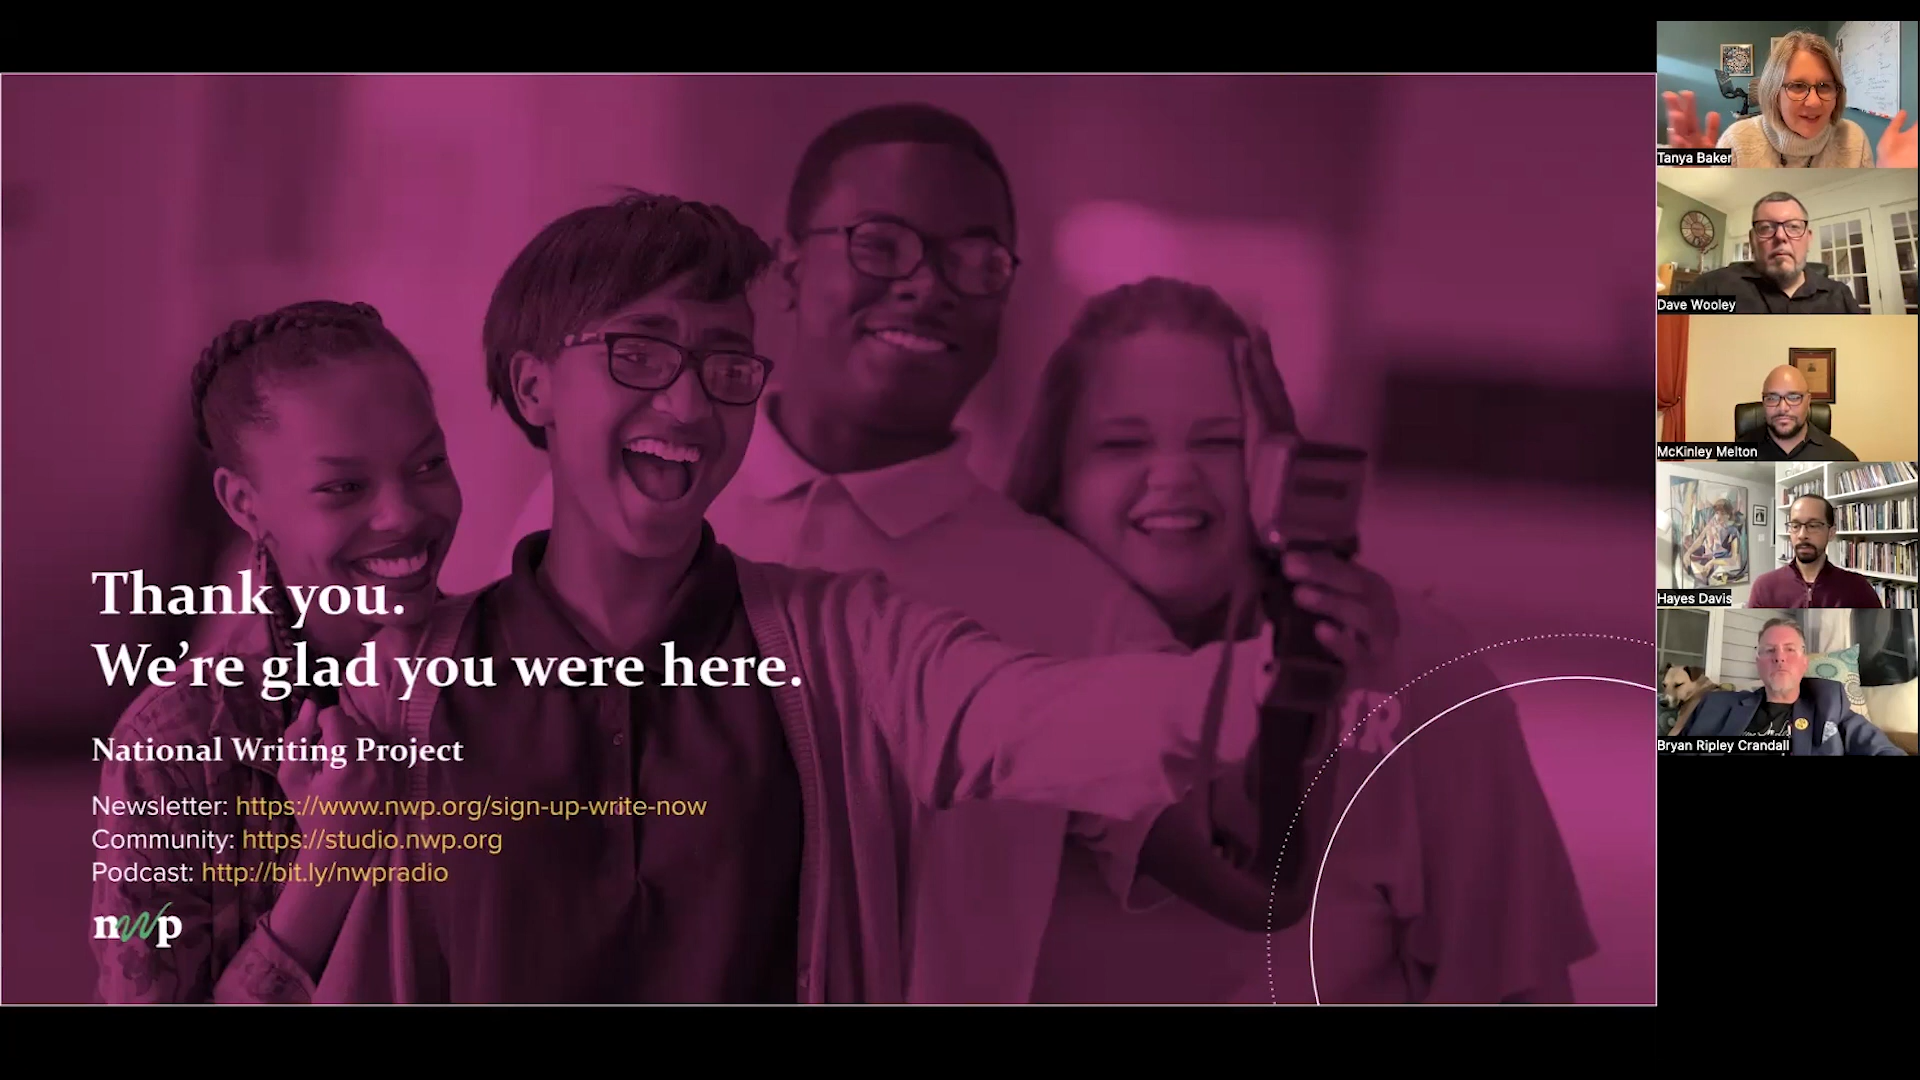 Thank you.
We're glad you were here.
National Writing Project
Newsletter: https://www.nwp.org/sign-up-write-now
Community: https://studio.nwp.org
Podcast: http://bit.ly/nwpradio
nwp
Tanya Baker
Dave Wooley
McKinley Melton
Hayes Davis
Bryan Ripley Crandall